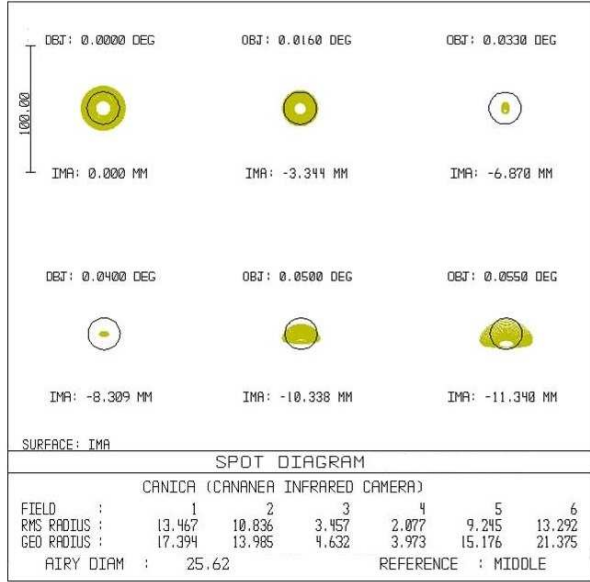 OBJ: 0.0000 DEG OBJ: 0.0160 DEG OBJ: 0.0330 DEG
100.00
IMA: 0.000 MM IMA: -3.344 MM IMA: -6.870 MM
OBJ: 0.0400 DEG OBJ: 0.0500 DEG OBJ: 0.0550 DEG
IMA: -8.309 MM IMA: -10.338 MM IMA: -11.340 MM
SURFACE: IMA
SPOT DIAGRAM
CANICA (CANANEA INFRARED CAMERA)
FIELD : 1 2 3 4 5 6
RMS RADIUS : 13.467 10.836 3.457 2.077 9.245 13.292
GEO RADIUS : 17.394 13.985 4.632 3.973 15.176 21.375
AIRY DIAM : 25.62 REFERENCE : MIDDLE